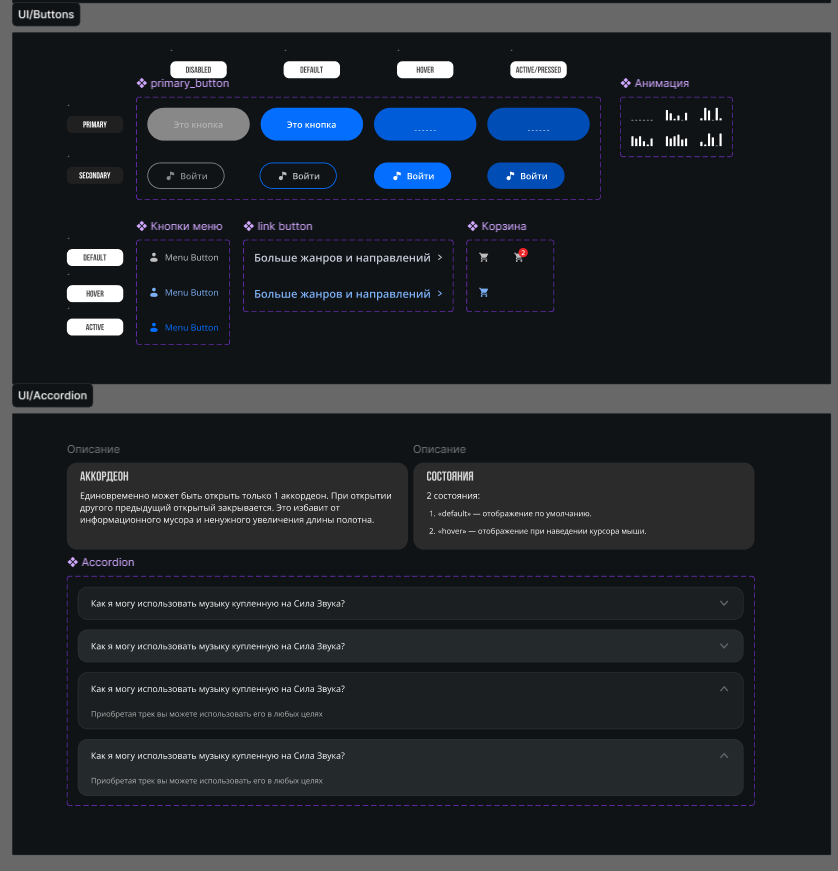 UI/Buttons
DISABLED
DEFAULT
HOVER
ACTIVE/PRESSED
primary_button
Анимация
PRIMARY
Это кнопка
Это кнопка
SECONDARY
Войти
Войти
Войти
Войти
Кнопки меню
link button
Корзина
DEFAULT
Menu Button
Больше жанров и направлений
2
HOVER
Menu Button
Больше жанров и направлений
ACTIVE
Menu Button
UI/Accordion
Описание
АККОРДЕОН
Единовременно может быть открыть только 1 аккордеон. При открытии
другого предыдущий открытый закрывается. Это избавит от
информационного мусора и ненужного увеличения длины полотна.
Описание
СОСТОЯНИЯ
2 состояния:
1. «default» — отображение по умолчанию.
2. «hover» — отображение при наведении курсора мыши.
Accordion
Как я могу использовать музыку купленную на Сила Звука?
Как я могу использовать музыку купленную на Сила Звука?
Как я могу использовать музыку купленную на Сила Звука?
Приобретая трек вы можете использовать его в любых целях
Как я могу использовать музыку купленную на Сила Звука?
Приобретая трек вы можете использовать его в любых целях